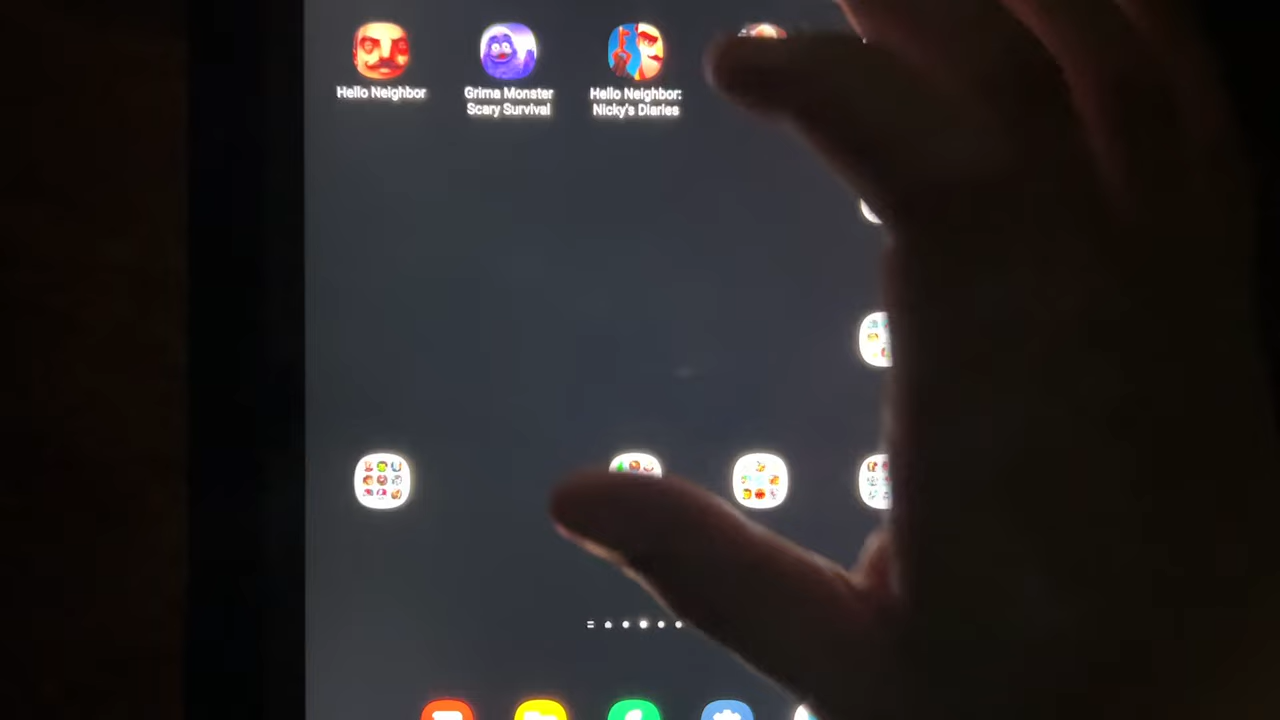 Hello Neighbor
Grima Monster
Scary Survival
Hello Neighbor:
Nicky's Diaries